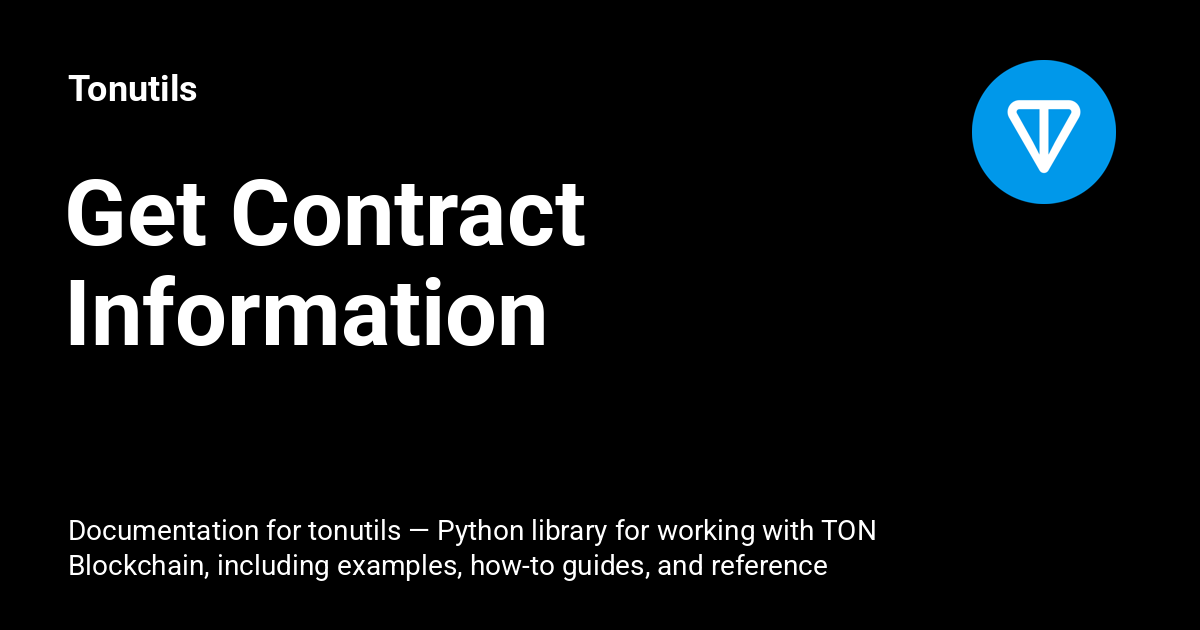 Tonutils
Get Contract
Information
Documentation for tonutils — Python library for working with TON
Blockchain, including examples, how-to guides, and reference